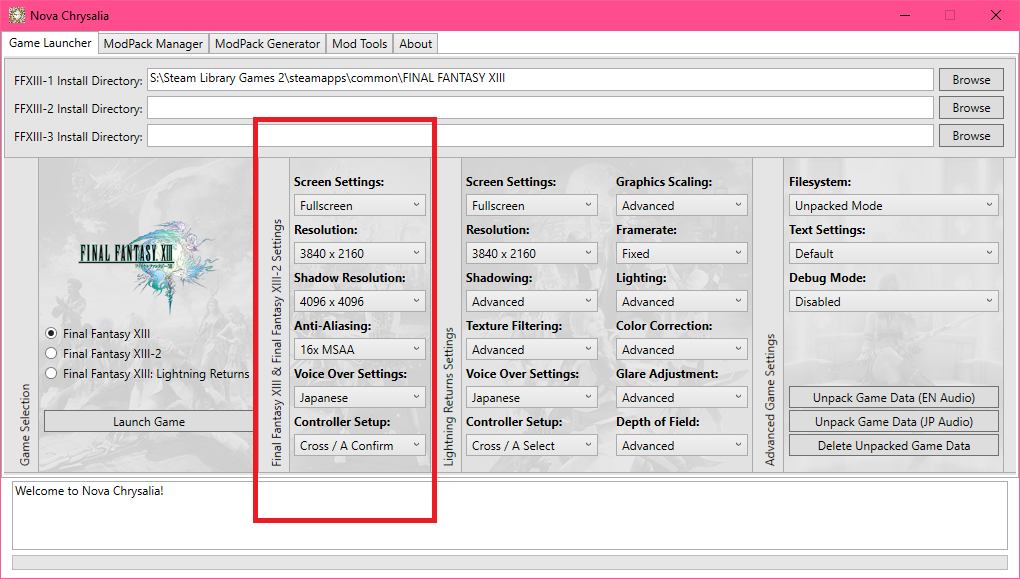 Nova Chrysalia
Game Launcher ModPack Manager ModPack Generator Mod Tools About
FFXIII-1 Install Directory: S:\Steam Library Games 2\steamapps\common\FINAL FANTASY XIII Browse
FFXIII-2 Install Directory: Browse
FFXIII-3 Install Directory: Browse
Game Selection
FINAL FANTASY XIII
Final Fantasy XIII
Final Fantasy XIII-2
Final Fantasy XIII: Lightning Returns
Launch Game
Final Fantasy XIII & Final Fantasy XIII-2 Settings
Screen Settings:
Fullscreen
Resolution:
3840 x 2160
Shadow Resolution:
4096 x 4096
Anti-Aliasing:
16x MSAA
Voice Over Settings:
Japanese
Controller Setup:
Cross / A Confirm
Lightning Returns Settings
Screen Settings:
Fullscreen
Resolution:
3840 x 2160
Shadowing:
Advanced
Texture Filtering:
Advanced
Voice Over Settings:
Japanese
Controller Setup:
Cross / A Select
Graphics Scaling:
Advanced
Framerate:
Fixed
Lighting:
Advanced
Color Correction:
Advanced
Glare Adjustment:
Advanced
Depth of Field:
Advanced
Advanced Game Settings
Filesystem:
Unpacked Mode
Text Settings:
Default
Debug Mode:
Disabled
Unpack Game Data (EN Audio)
Unpack Game Data (JP Audio)
Delete Unpacked Game Data
Welcome to Nova Chrysalia!